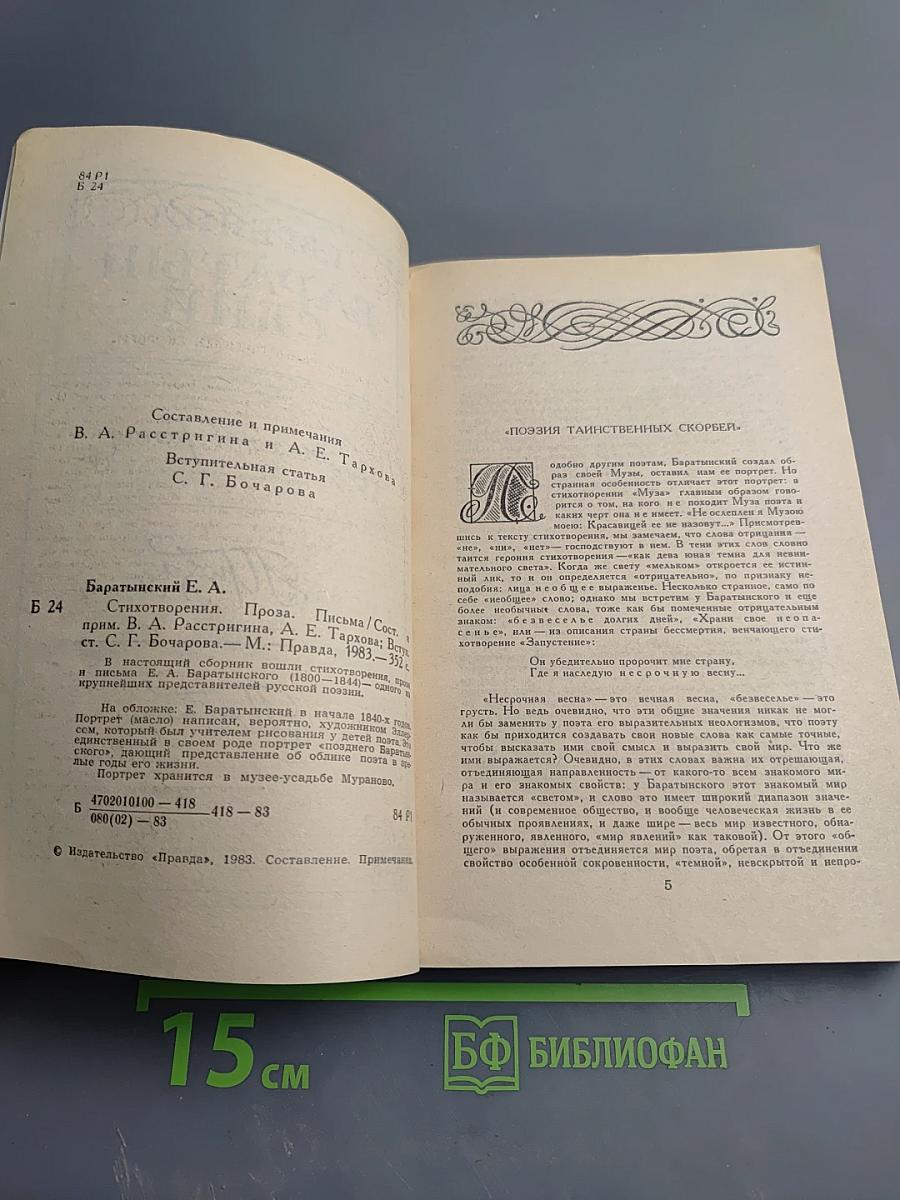 84 Р1
Б 24
Составление и примечания
В. А. Расстригина и А. Е. Тархова
Вступительная статья
С. Г. Бочарова
Баратынский Е. А.
Б 24 Стихотворения. Проза. Письма / Сост. и
прим. В. А. Расстригина, А. Е. Тархова; Вступ.
ст. С. Г. Бочарова.— М.: Правда, 1983.— 352 с.
В настоящий сборник вошли стихотворения, проза
и письма Е. А. Баратынского (1800—1844)— одного из
крупнейших представителей русской поэзии.
На обложке: Е. Баратынский в начале 1840-х годов.
Портрет (масло) написан, вероятно, художником
сом, который был учителем рисования у детей поэта. Это
единственный в своем роде портрет «позднего Баратын-
ского», дающий представление об облике поэта в зре-
лые годы его жизни.
Портрет хранится в музее-усадьбе Мураново.
Б 4702010100—418 418—83 84 Р1
080(02)—83
© Издательство «Правда», 1983. Составление. Примечания.
«ПОЭЗИЯ ТАИНСТВЕННЫХ СКОРБЕЙ»
Подобно другим поэтам, Баратынский создал об-
раз своей Музы, оставил нам ее портрет. Но
странная особенность отличает этот портрет: в
стихотворении «Муза» главным образом гово-
рится о том, на кого не походит Муза поэта и
каких черт она не имеет. «Не ослеплен я Музою
моею: Красавицей ее не назовут...» Присмотрев-
шись к тексту стихотворения, мы замечаем, что слова отрицания—
«не», «ни», «нет»— господствуют в нем. В тени этих слов словно
таится героиня стихотворения—«как дева юная темна для невни-
мательного света». Когда же свету «мельком» откроется ее истин-
ный лик, то и он определяется «отрицательно», по признаку не-
подобия: лица необщее выраженье. Несколько странное, само по
себе «необщее» слово; однако мы встретим у Баратынского и еще
более необычные слова, тоже как бы помеченные отрицательным
знаком: «безвеселье долгих дней», «Храни свое неопа-
сенье», или— из описания страны бессмертия, венчающего сти-
хотворение «Запустение»:
Он убедительно пророчит мне страну,
Где я наследую несрочную весну...
«Несрочная весна»— это вечная весна, «безвеселье»— это
грусть. Но ведь очевидно, что эти общие значения никак не мог-
ли бы заменить у поэта его выразительных неологизмов, что поэту
как бы приходится создавать свои новые слова как самые точные,
чтобы высказать ими свой смысл и выразить свой мир. Что же
ими выражается? Очевидно, в этих словах важна их отрешающая,
отъединяющая направленность— от какого-то всем знакомого ми-
ра и его знакомых свойств: у Баратынского этот знакомый мир
называется «светом», и слово это имеет широкий диапазон значе-
ний (и современное общество, и вообще человеческая жизнь в ее
обычных проявлениях, и даже шире— весь мир известного, обна-
руженного, явленного, «мир явлений» как таковой). От этого «об-
щего» выражения отъединяется мир поэта, обретая в отъединении
свойство особенной сокровенности, «темной», невскрытой и непро-
5
15 см
БФ БИБЛИОФАН